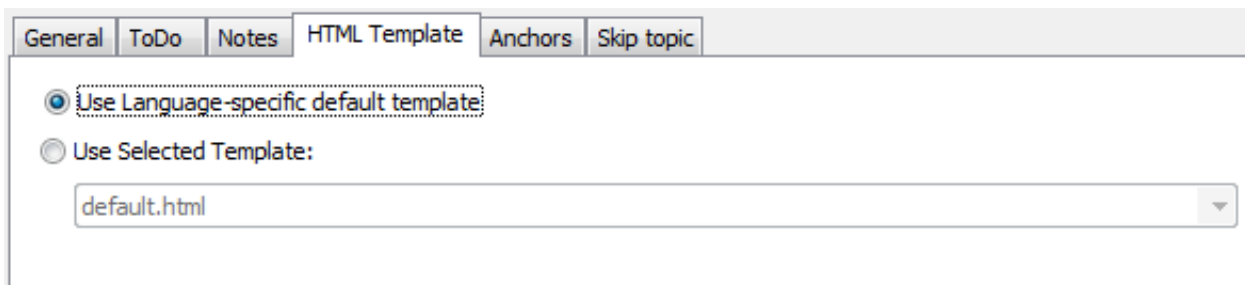 General ToDo Notes HTML Template Anchors Skip topic
Use Language-specific default template
Use Selected Template:
default.html